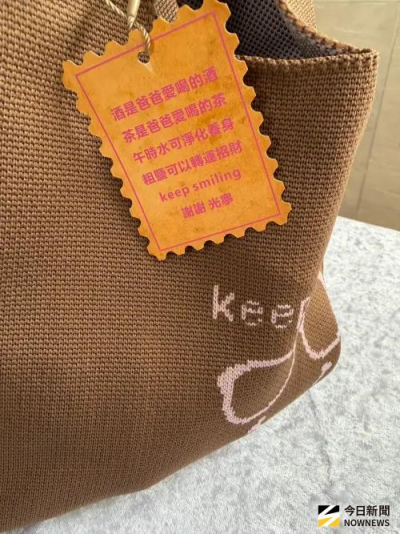 酒是爸爸愛喝的酒
茶是爸爸愛喝的茶
午時水可淨化養身
粗鹽可以轉運招財
keep smiling
謝謝 光夢
keep
今日新聞
NOWNEWS